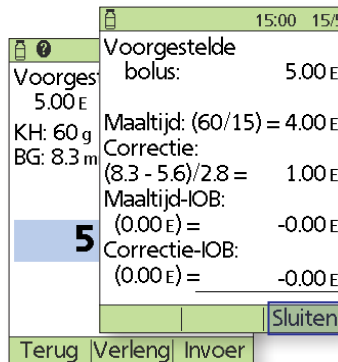 15:00 15/5
Voorgestelde
bolus: 5.00 E
Maaltijd: (60/15) = 4.00 E
Correctie:
(8.3 - 5.6)/2.8 = 1.00 E
Maaltijd-IOB:
(0.00 E) = -0.00 E
Correctie-IOB:
(0.00 E) = -0.00 E
Sluiten
?
Voorges
5.00 E
KH: 60 g
BG: 8.3 m
5
Terug Verleng Invoer